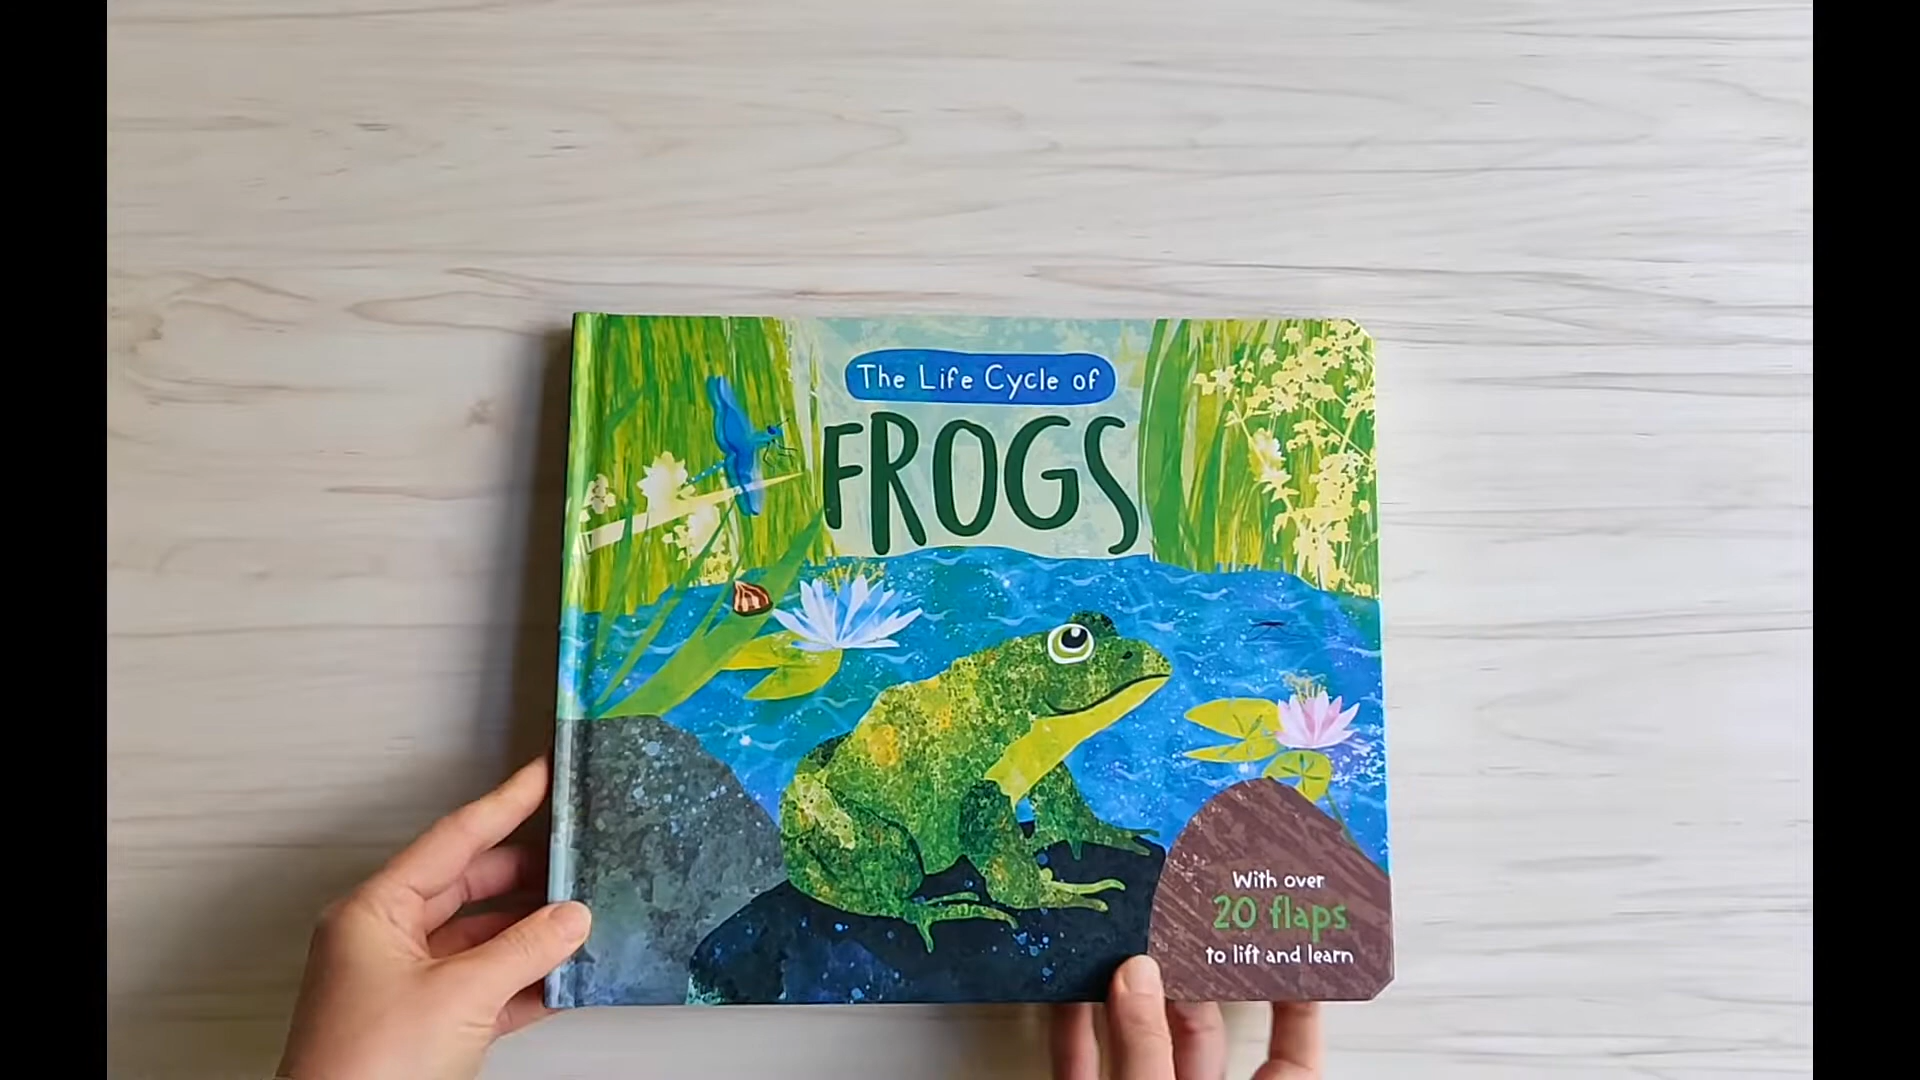 The Life Cycle of
FROGS
With over
20 flaps
to lift and learn